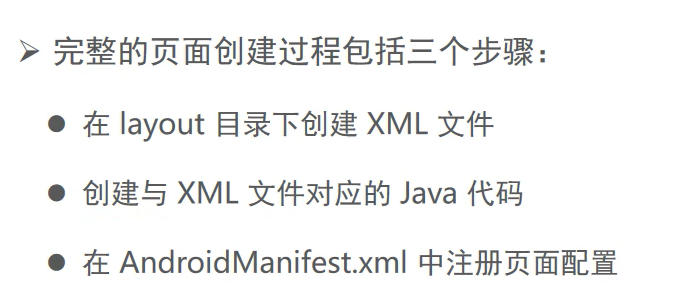 ➢ 完整的页面创建过程包括三个步骤：
● 在 layout 目录下创建 XML 文件
● 创建与 XML 文件对应的 Java 代码
● 在 AndroidManifest.xml 中注册页面配置